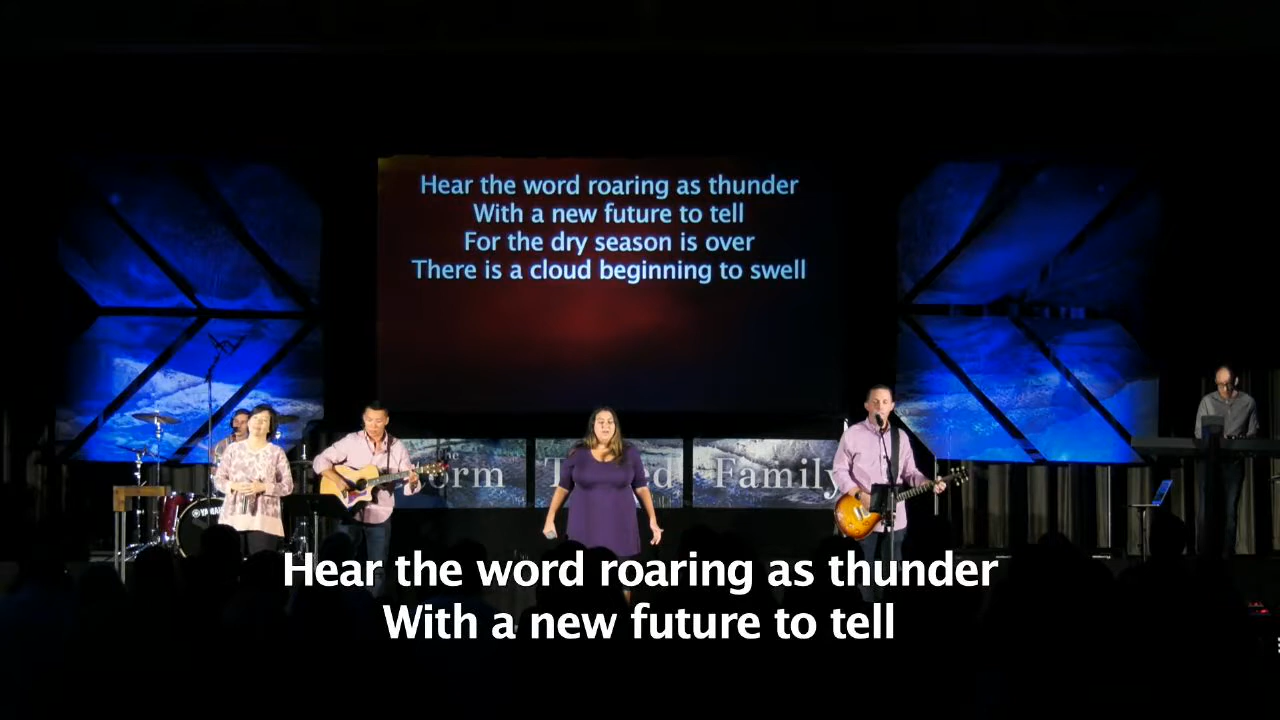 Hear the word roaring as thunder
With a new future to tell
For the dry season is over
There is a cloud beginning to swell
Family
Hear the word roaring as thunder
With a new future to tell